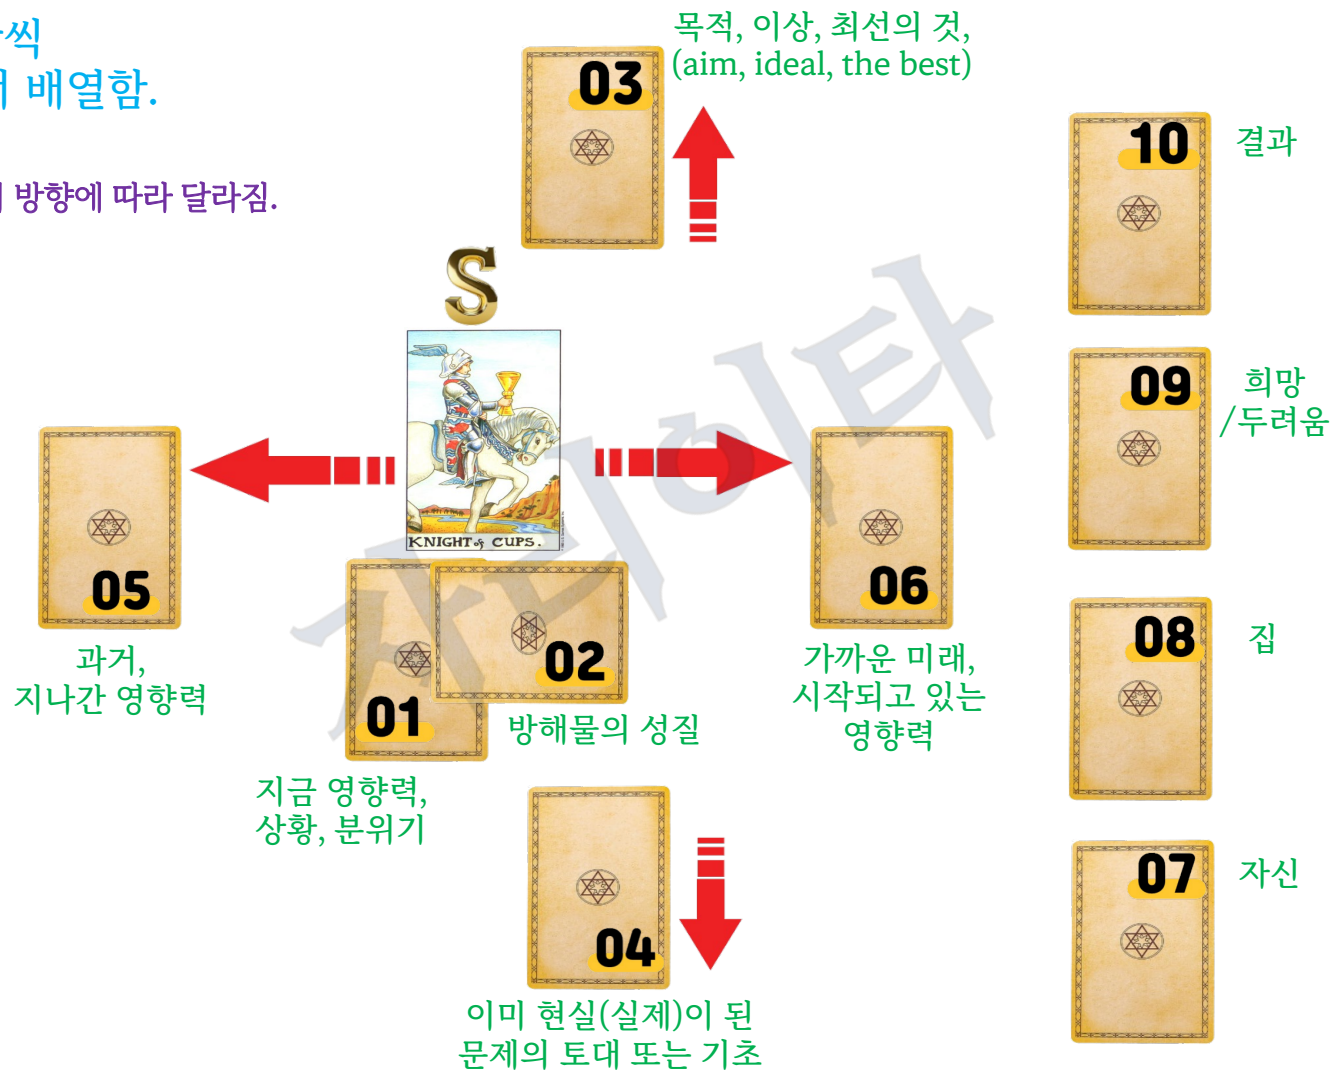 씩
배열함.
방향에 따라 달라짐.
목적, 이상, 최선의 것,
(aim, ideal, the best)
03
10
결과
S
09
희망
/두려움
KNIGHT of CUPS.
05
과거,
지나간 영향력
06
가까운 미래,
시작되고 있는
영향력
08
집
02
방해물의 성질
01
지금 영향력,
상황, 분위기
07
자신
04
이미 현실(실제)이 된
문제의 토대 또는 기초
자리이타